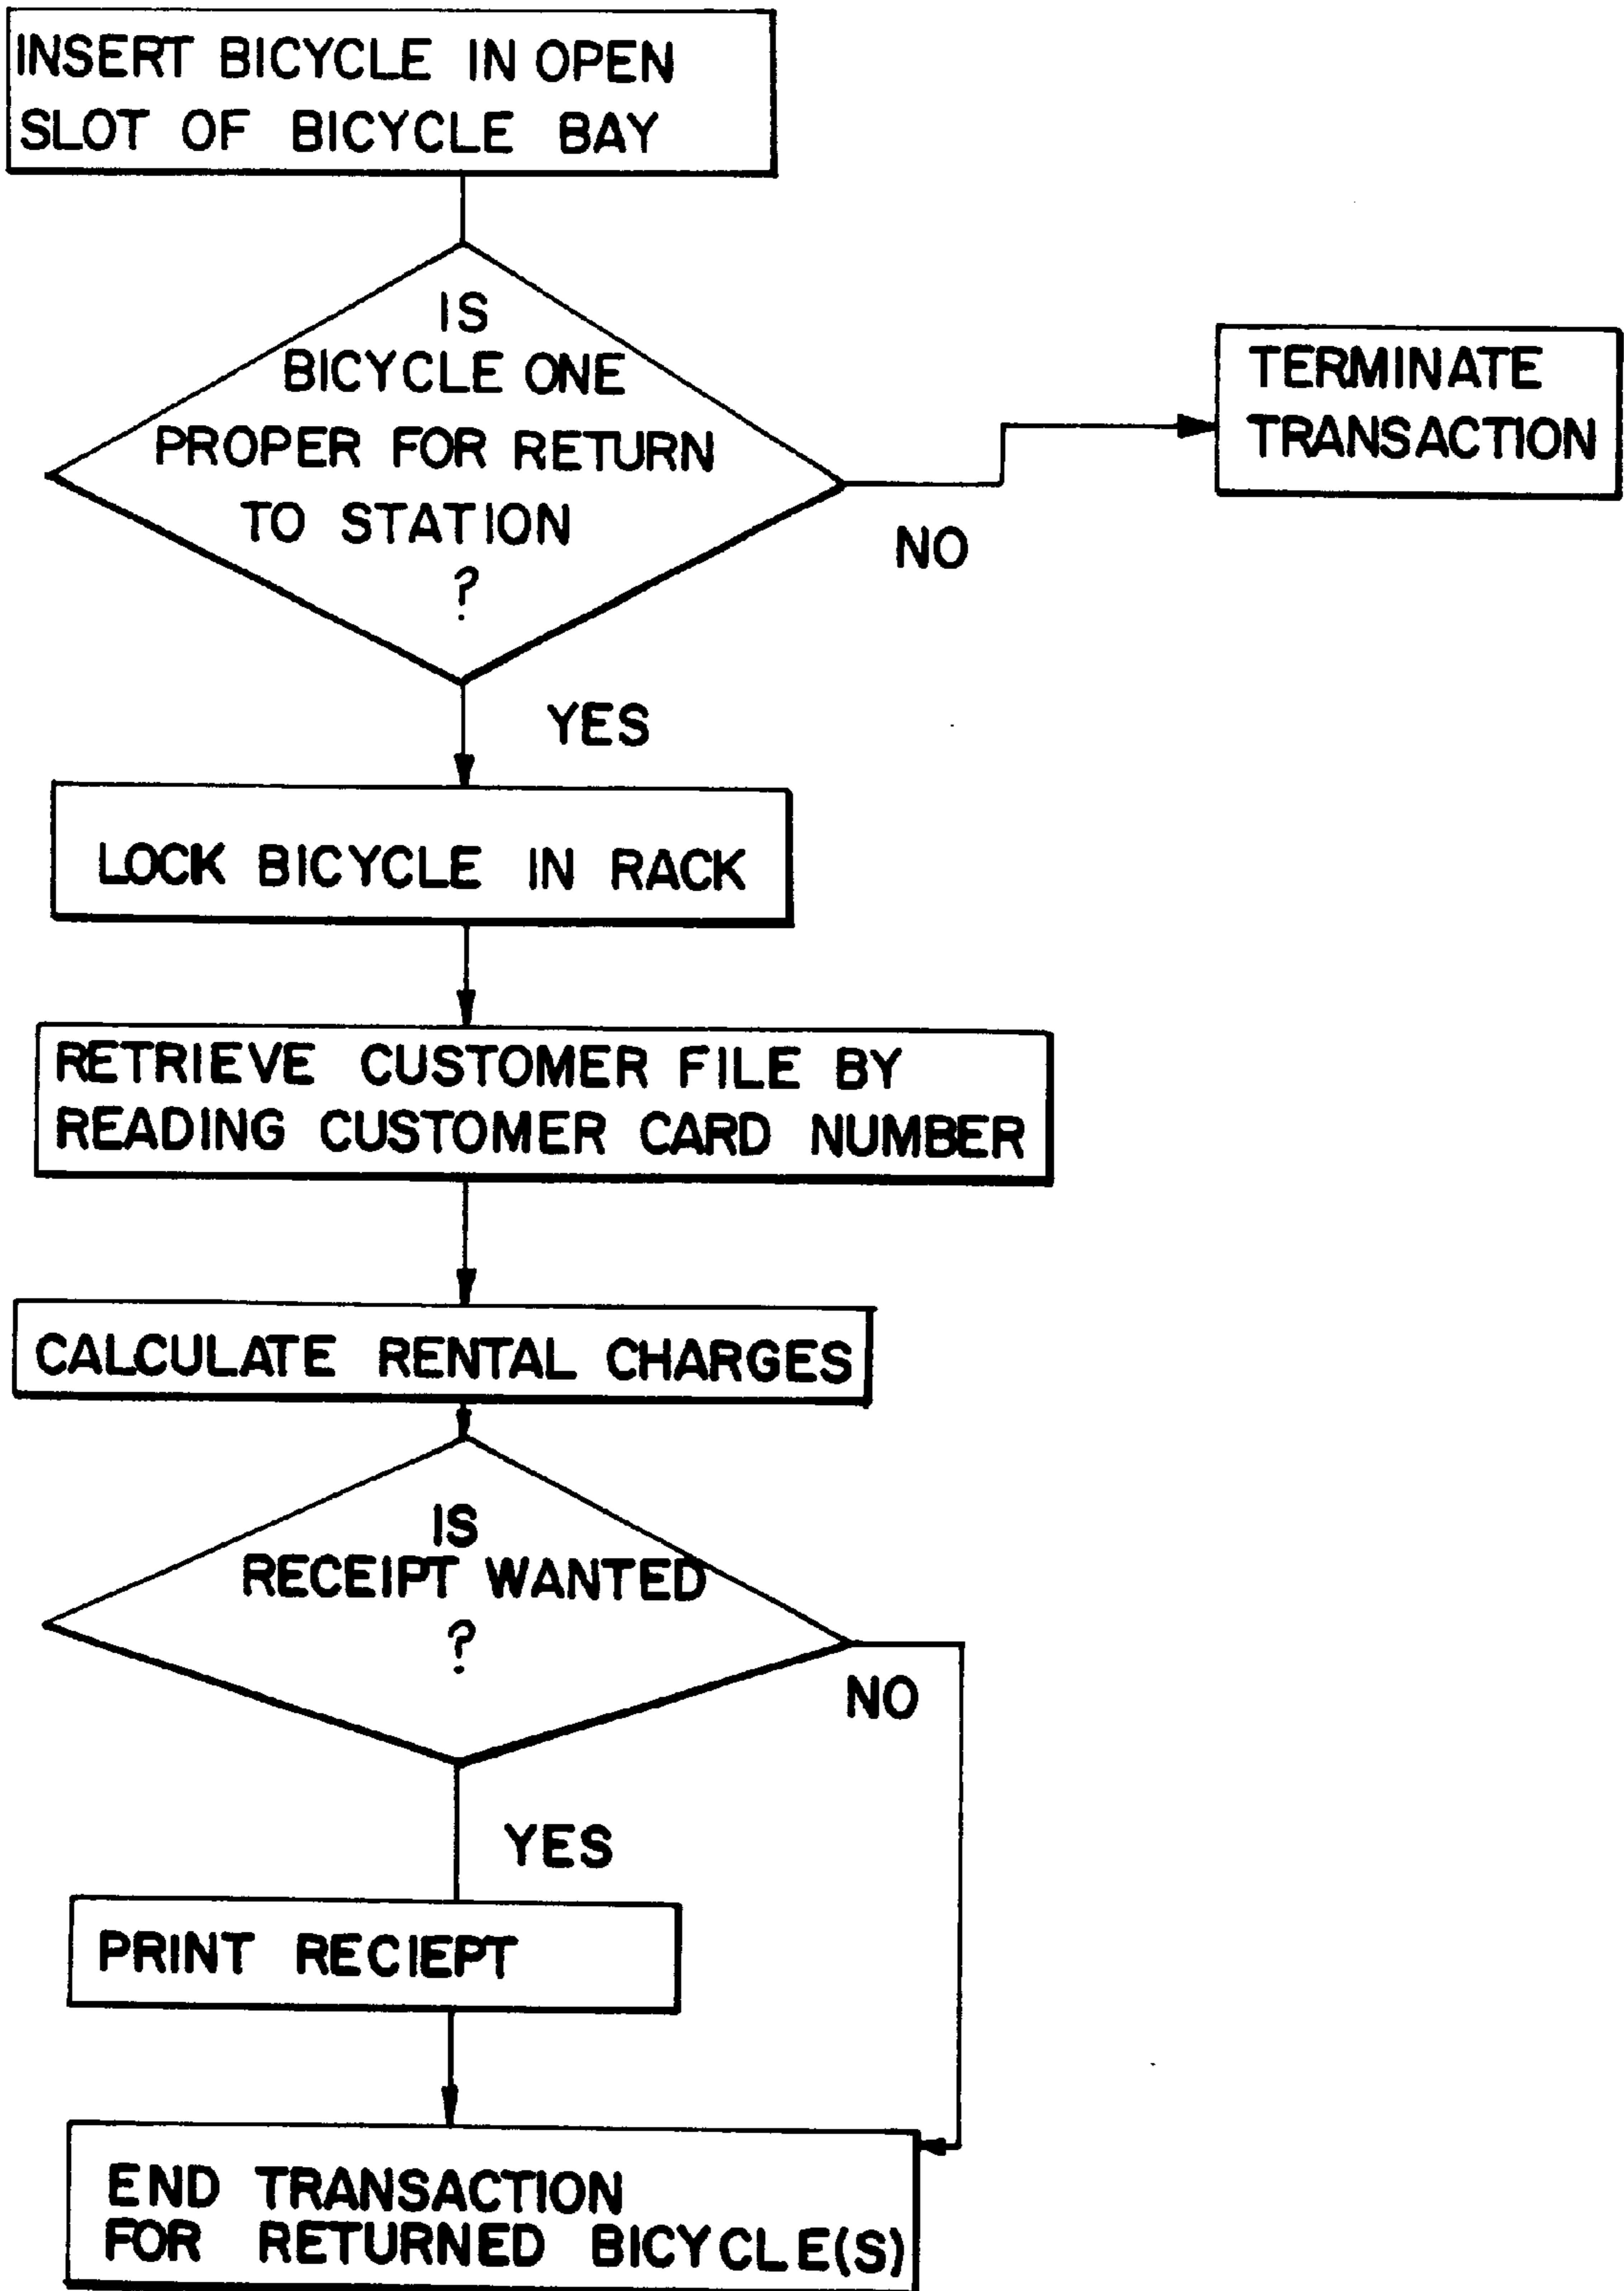 INSERT BICYCLE IN OPEN
SLOT OF BICYCLE BAY
IS
BICYCLE ONE
PROPER FOR RETURN
TO STATION
?
NO
TERMINATE
TRANSACTION
YES
LOCK BICYCLE IN RACK
RETRIEVE CUSTOMER FILE BY
READING CUSTOMER CARD NUMBER
CALCULATE RENTAL CHARGES
IS
RECEIPT WANTED
?
NO
YES
PRINT RECIEPT
END TRANSACTION
FOR RETURNED BICYCLE(S)